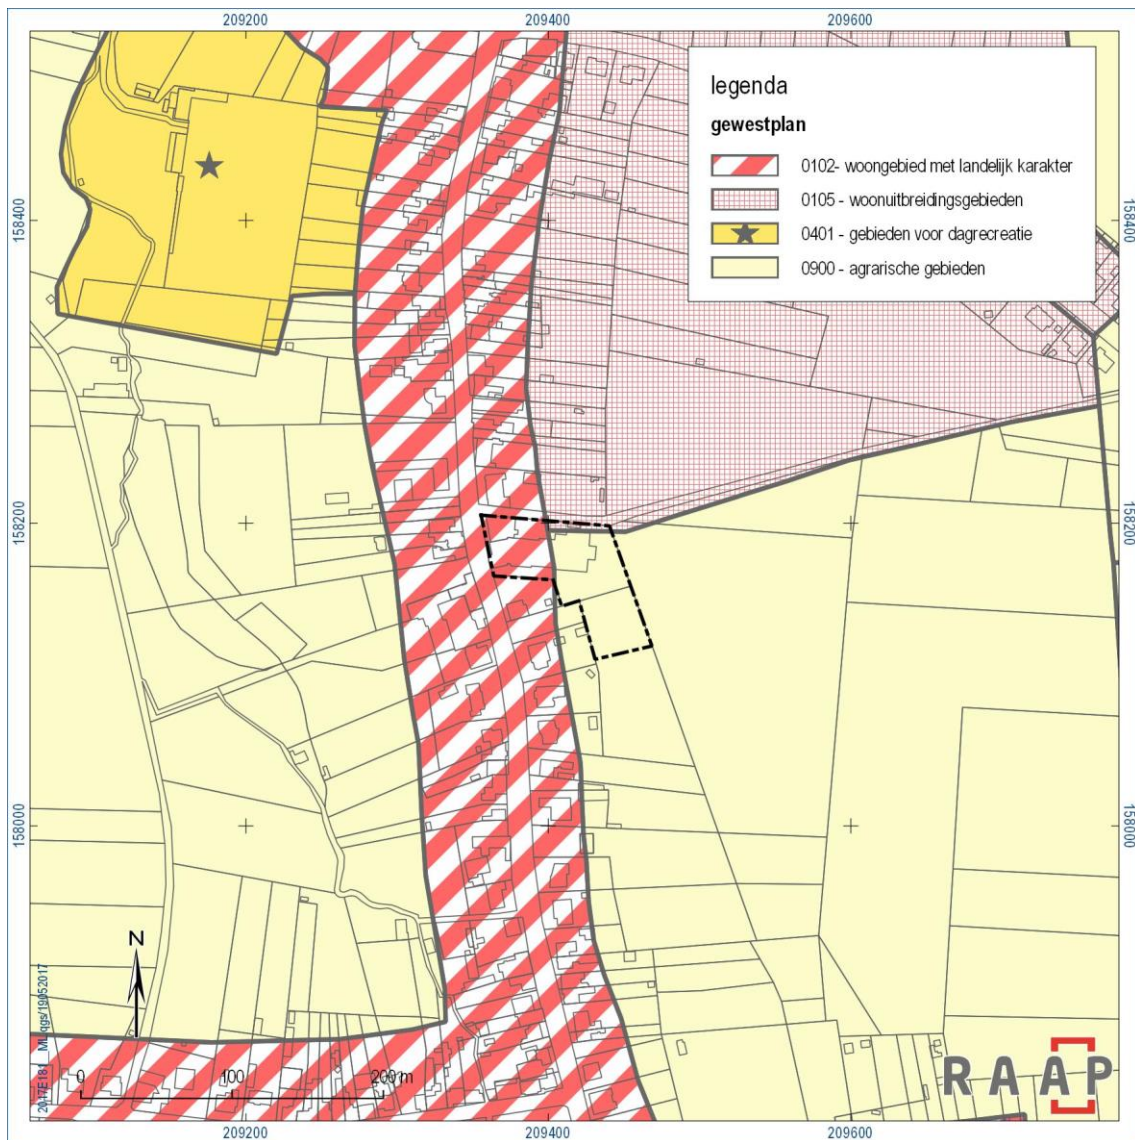 209200
209400
209600
legenda
gewestplan
0102- woongebied met landelijk karakter
0105 - woonuitbreidingsgebieden
0401 - gebieden voor dagrecreatie
0900 - agrarische gebieden
158400
158400
158200
158200
158000
158000
N
0
100
200 m
RAAP
209200
209400
209600